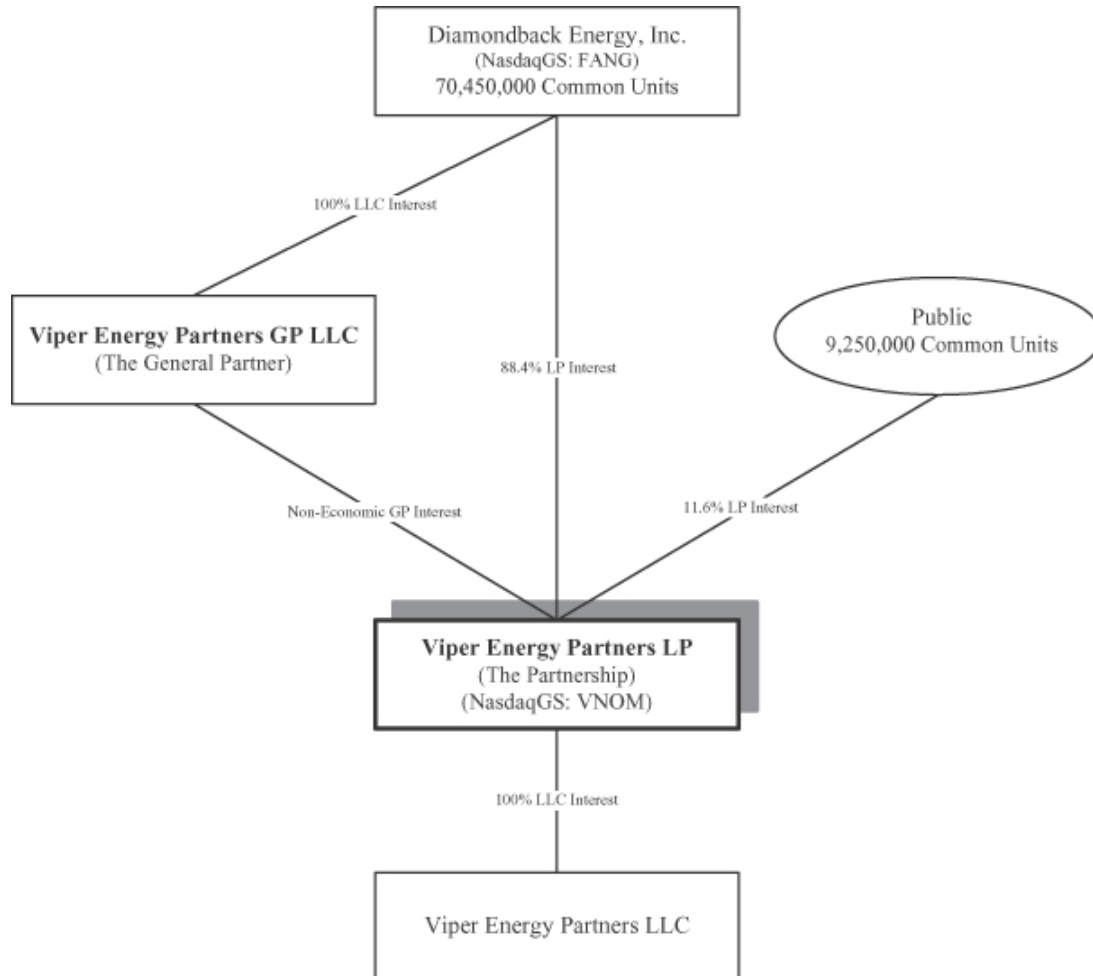 Diamondback Energy, Inc.
(NasdaqGS: FANG)
70,450,000 Common Units
100% LLC Interest
Viper Energy Partners GP LLC
(The General Partner)
88.4% LP Interest
Public
9,250,000 Common Units
Non-Economic GP Interest
11.6% LP Interest
Viper Energy Partners LP
(The Partnership)
(NasdaqGS: VNOM)
100% LLC Interest
Viper Energy Partners LLC